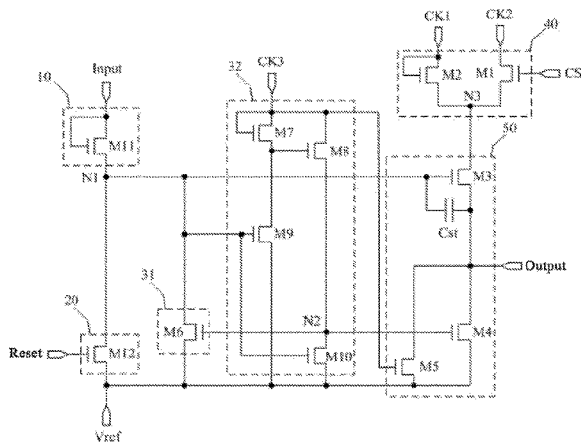 CK1
CK2
40
Input
32
CK3
10
M2
M1
CS
M11
M7
M8
N3
50
N1
M3
M9
Cst
Output
31
20
M6
N2
M4
Reset
M12
M10
M5
Vref